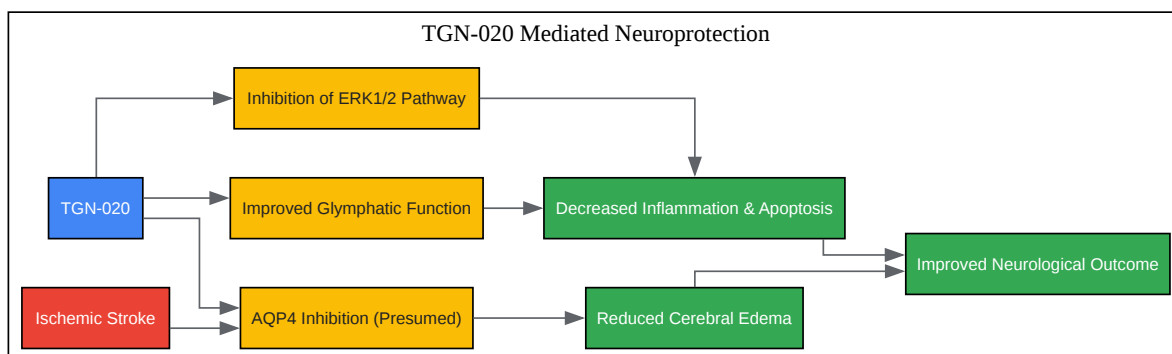 TGN-020 Mediated Neuroprotection
Inhibition of ERK1/2 Pathway
TGN-020
Improved Glymphatic Function
Decreased Inflammation & Apoptosis
Improved Neurological Outcome
Ischemic Stroke
AQP4 Inhibition (Presumed)
Reduced Cerebral Edema